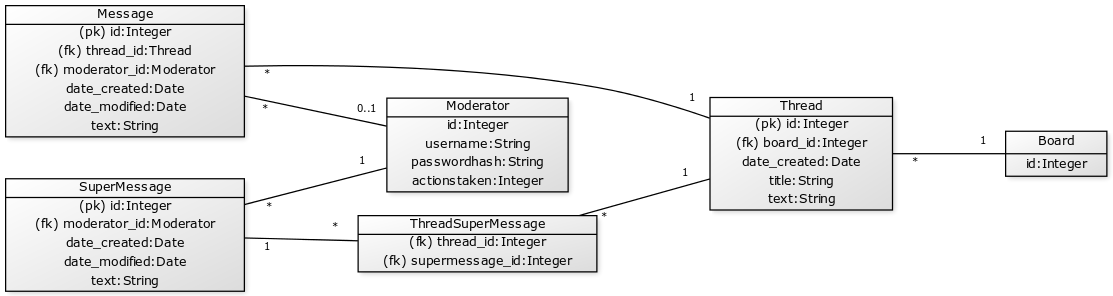 Message
(pk) id:Integer
(fk) thread_id:Thread
(fk) moderator_id:Moderator
date_created:Date
date_modified:Date
text:String
*
*
0..1
1
Moderator
id:Integer
username:String
passwordhash:String
actionstaken:Integer
Thread
(pk) id:Integer
(fk) board_id:Integer
date_created:Date
title:String
text:String
1
*
Board
id:Integer
SuperMessage
(pk) id:Integer
(fk) moderator_id:Moderator
date_created:Date
date_modified:Date
text:String
1
*
*
1
1
*
ThreadSuperMessage
(fk) thread_id:Integer
(fk) supermessage_id:Integer